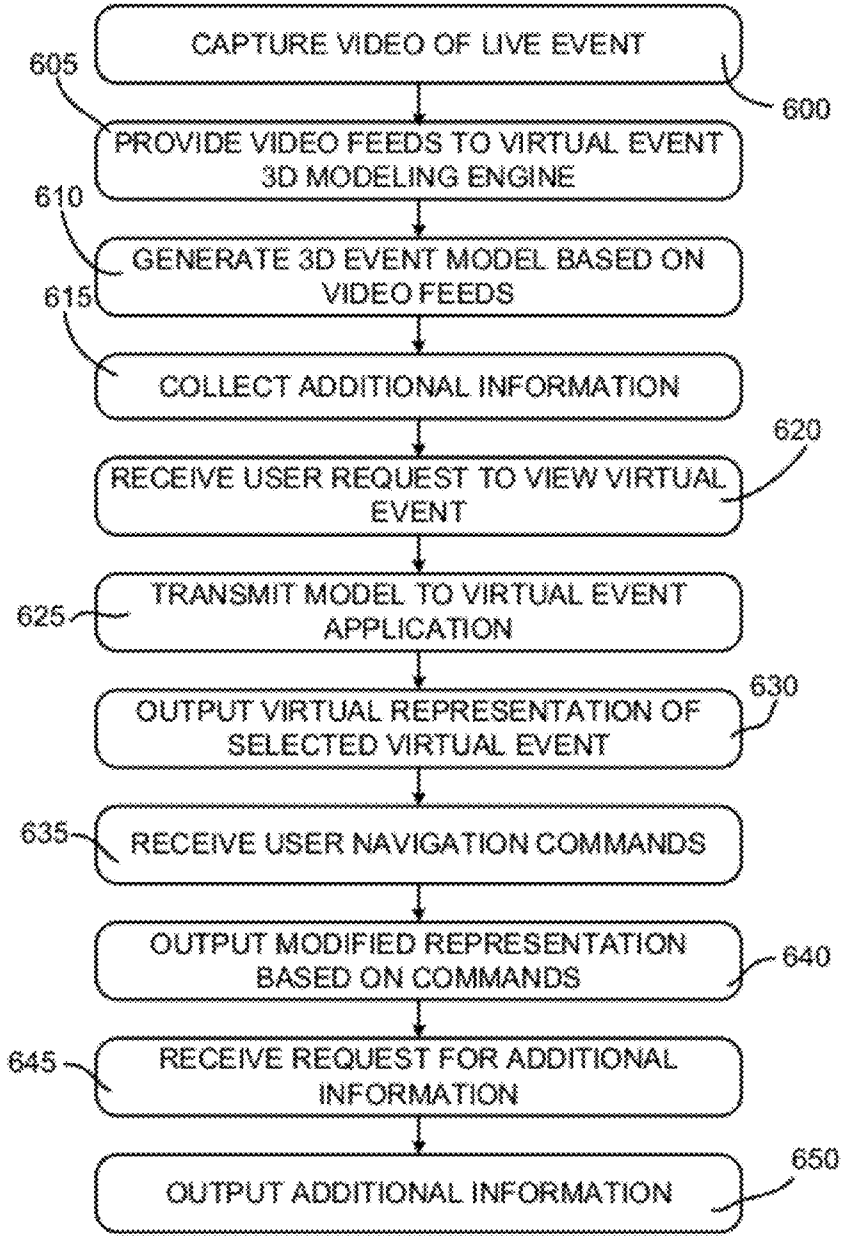 CAPTURE VIDEO OF LIVE EVENT
600
605
PROVIDE VIDEO FEEDS TO VIRTUAL EVENT
3D MODELING ENGINE
610
GENERATE 3D EVENT MODEL BASED ON
VIDEO FEEDS
615
COLLECT ADDITIONAL INFORMATION
620
RECEIVE USER REQUEST TO VIEW VIRTUAL
EVENT
625
TRANSMIT MODEL TO VIRTUAL EVENT
APPLICATION
630
OUTPUT VIRTUAL REPRESENTATION OF
SELECTED VIRTUAL EVENT
635
RECEIVE USER NAVIGATION COMMANDS
OUTPUT MODIFIED REPRESENTATION
BASED ON COMMANDS
640
645
RECEIVE REQUEST FOR ADDITIONAL
INFORMATION
650
OUTPUT ADDITIONAL INFORMATION